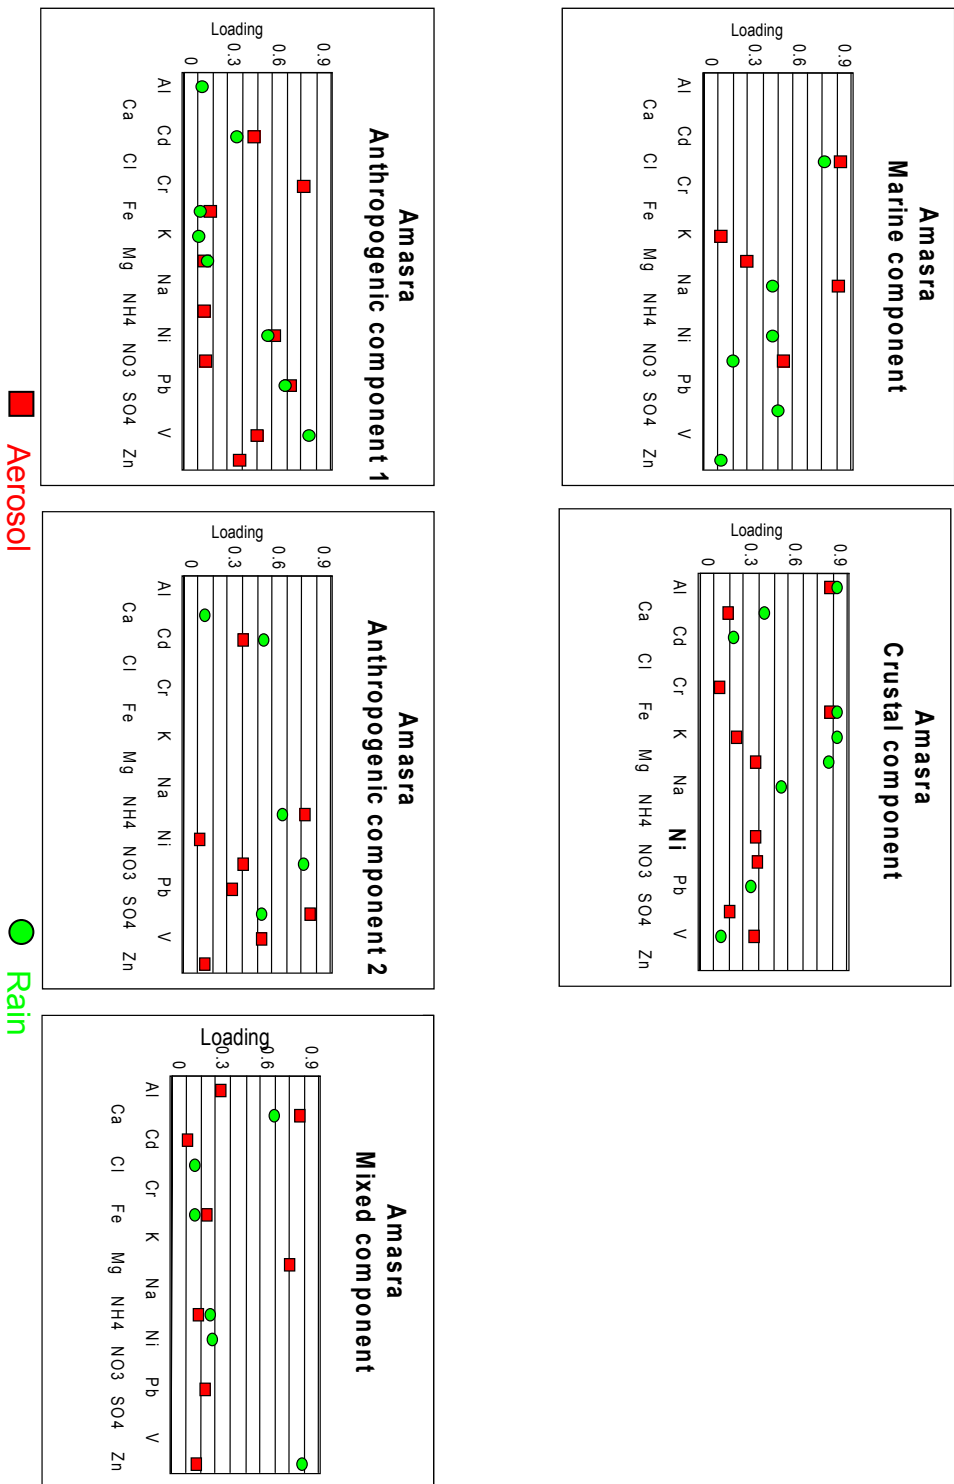 Amasra
Marine component
Loading
0.9
0.6
0.3
0
Al
Ca
Cd
Cl
Cr
Fe
K
Mg
Na
NH4
Ni
NO3
Pb
SO4
V
Zn
Amasra
Crustal component
Loading
0.9
0.6
0.3
0
Al
Ca
Cd
Cl
Cr
Fe
K
Mg
Na
NH4
Ni
NO3
Pb
SO4
V
Zn
Amasra
Anthropogenic component 1
Loading
0.9
0.6
0.3
0
Al
Ca
Cd
Cl
Cr
Fe
K
Mg
Na
NH4
Ni
NO3
Pb
SO4
V
Zn
Amasra
Anthropogenic component 2
Loading
0.9
0.6
0.3
0
Al
Ca
Cd
Cl
Cr
Fe
K
Mg
Na
NH4
Ni
NO3
Pb
SO4
V
Zn
Amasra
Mixed component
Loading
0.9
0.6
0.3
0
Al
Ca
Cd
Cl
Cr
Fe
K
Mg
Na
NH4
Ni
NO3
Pb
SO4
V
Zn
Aerosol
Rain